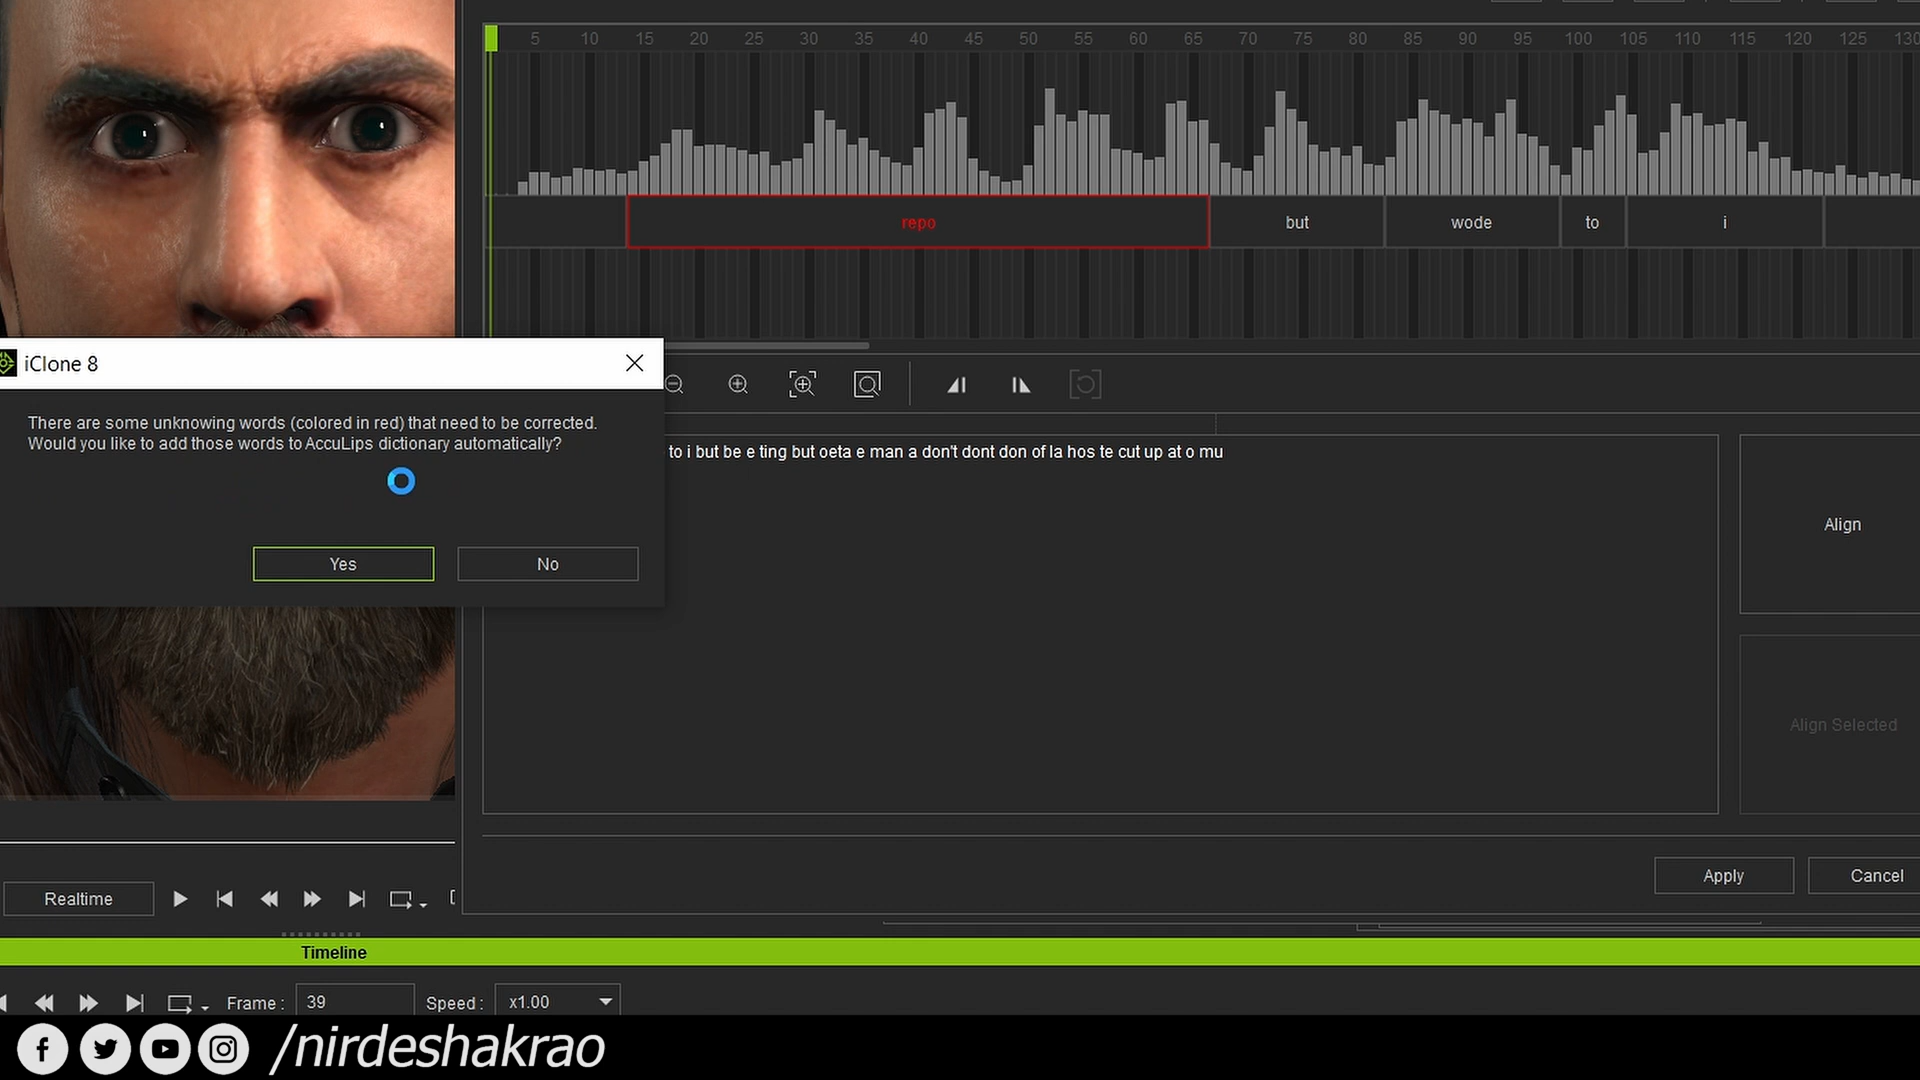 5 10 15 20 25 30 35 40 45 50 55 60 65 70 75 80 85 90 95 100 105 110 115 120 125 130
repo but wode to i
iClone 8
There are some unknowing words (colored in red) that need to be corrected.
Would you like to add those words to AccuLips dictionary automatically?
Yes No
to i but be e ting but oeta e man a don't dont don of la hos te cut up at o mu
Align
Align Selected
Apply Cancel
Realtime
Timeline
Frame : 39 Speed : x1.00
/nirdeshakrao